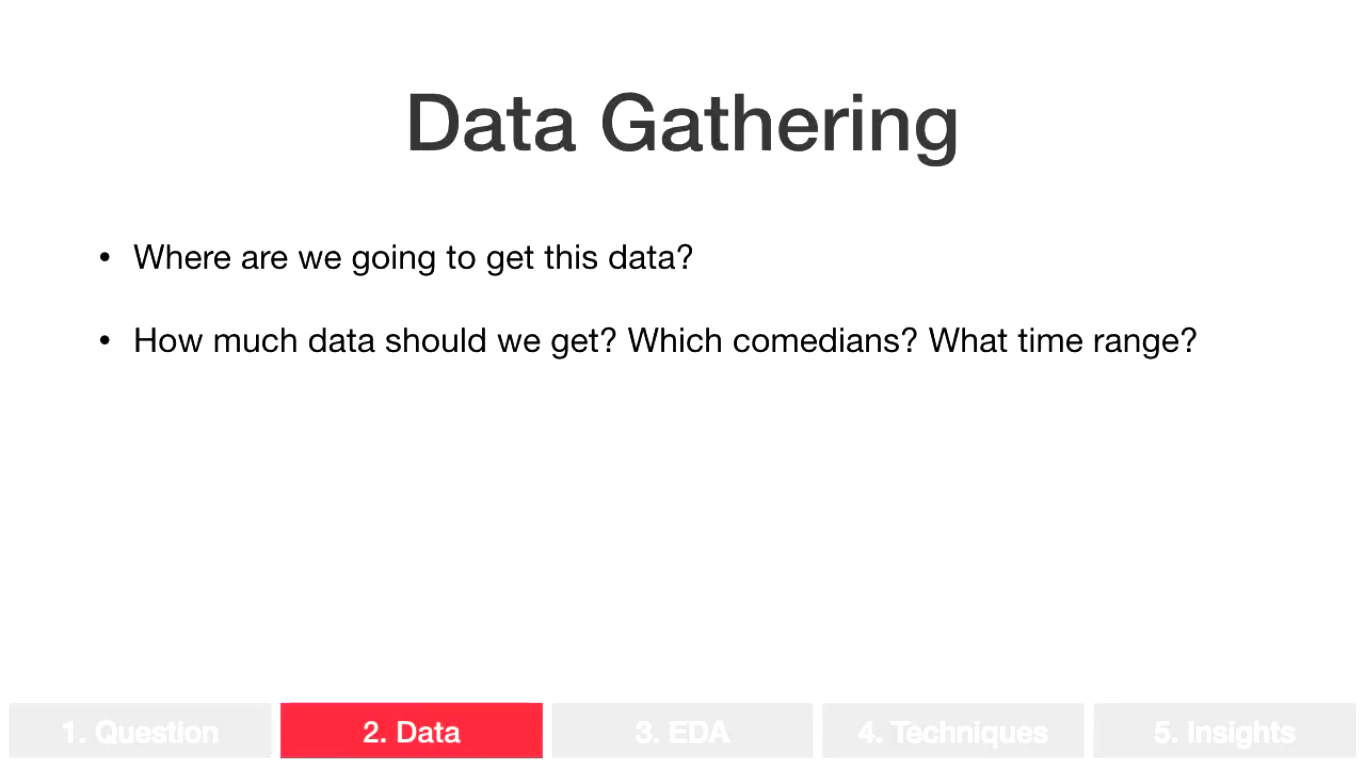 Data Gathering
• Where are we going to get this data?
• How much data should we get? Which comedians? What time range?
1. Question
2. Data
3. EDA
4. Techniques
5. Insights